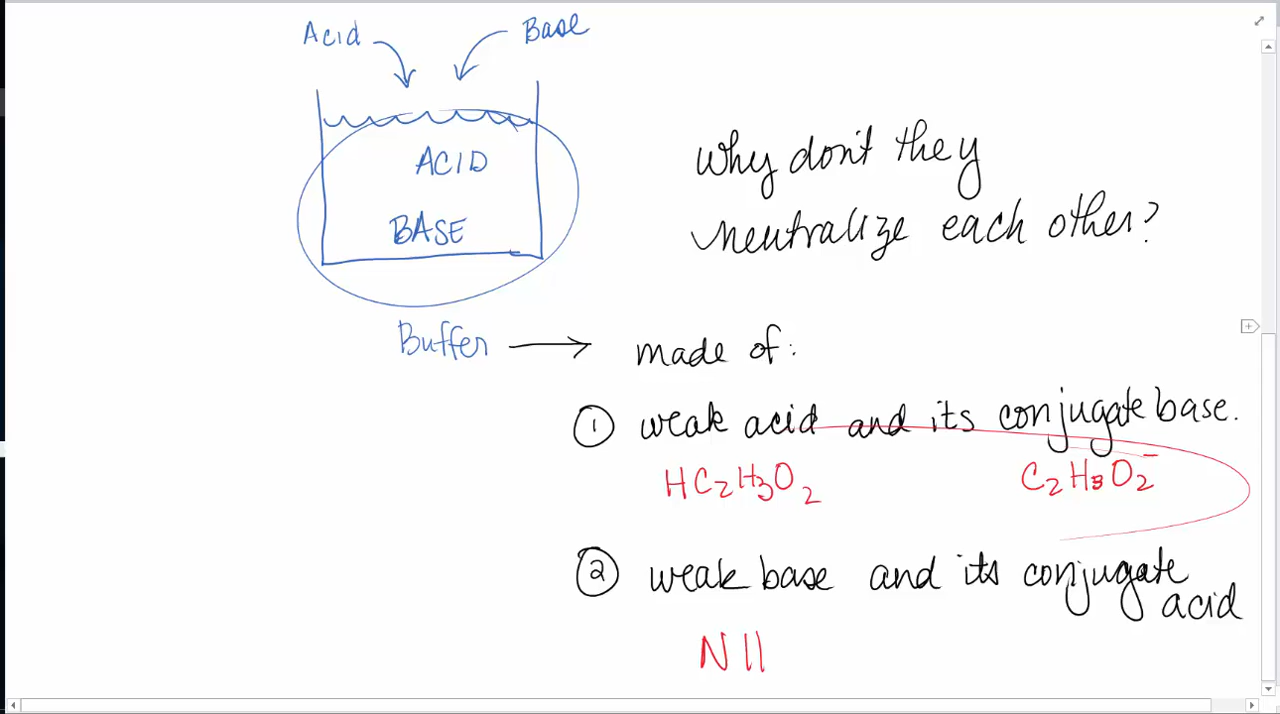 Acid Base
ACID
BASE
why don't they
neutralize each other?
Buffer → made of:
① weak acid and its conjugate base.
HC₂H₃O₂ C₂H₃O₂⁻
② weak base and its conjugate
acid
N